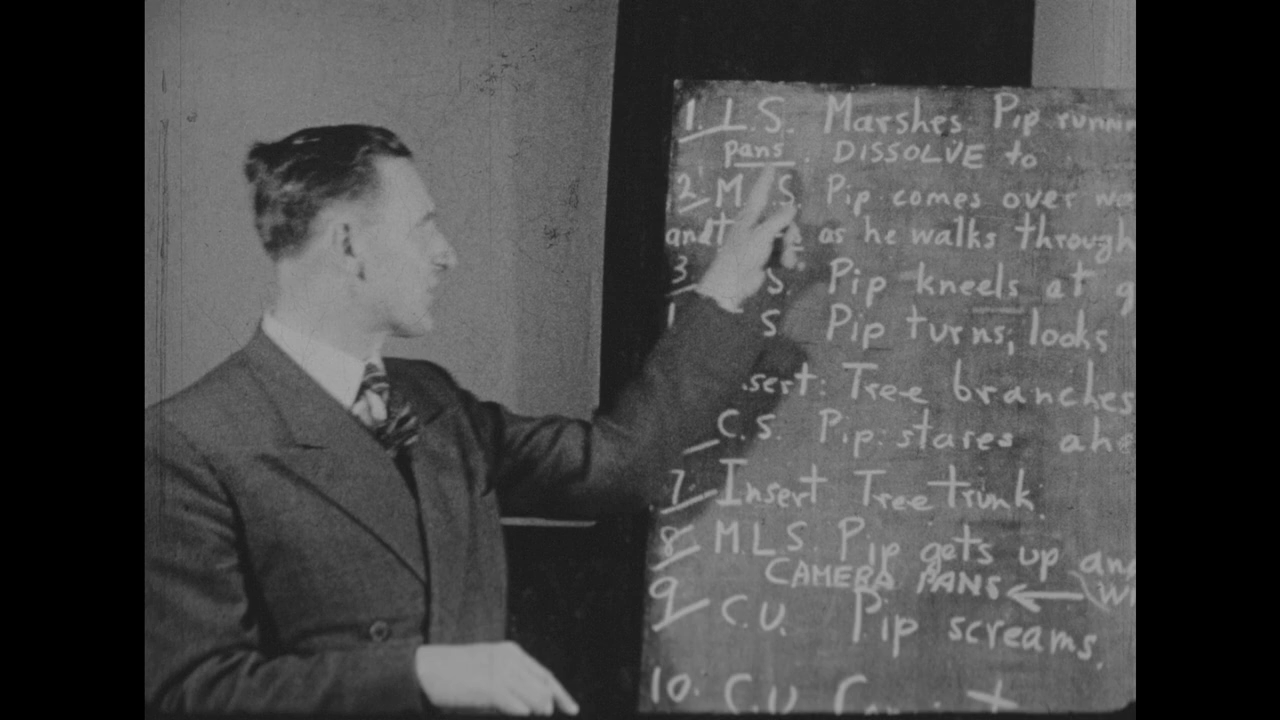 1. L.S. Marshes Pip
pans. DISSOLVE to
2. M S. Pip comes over
and as he walks through
3 S. Pip kneels at
S. Pip turns, looks
Tree branches
C.S. Pip: stares
7. Insert Tree trunk.
8. M.L.S. Pip gets up
CAMERA PANS ←
9 C.U. Pip screams.
10. C.U